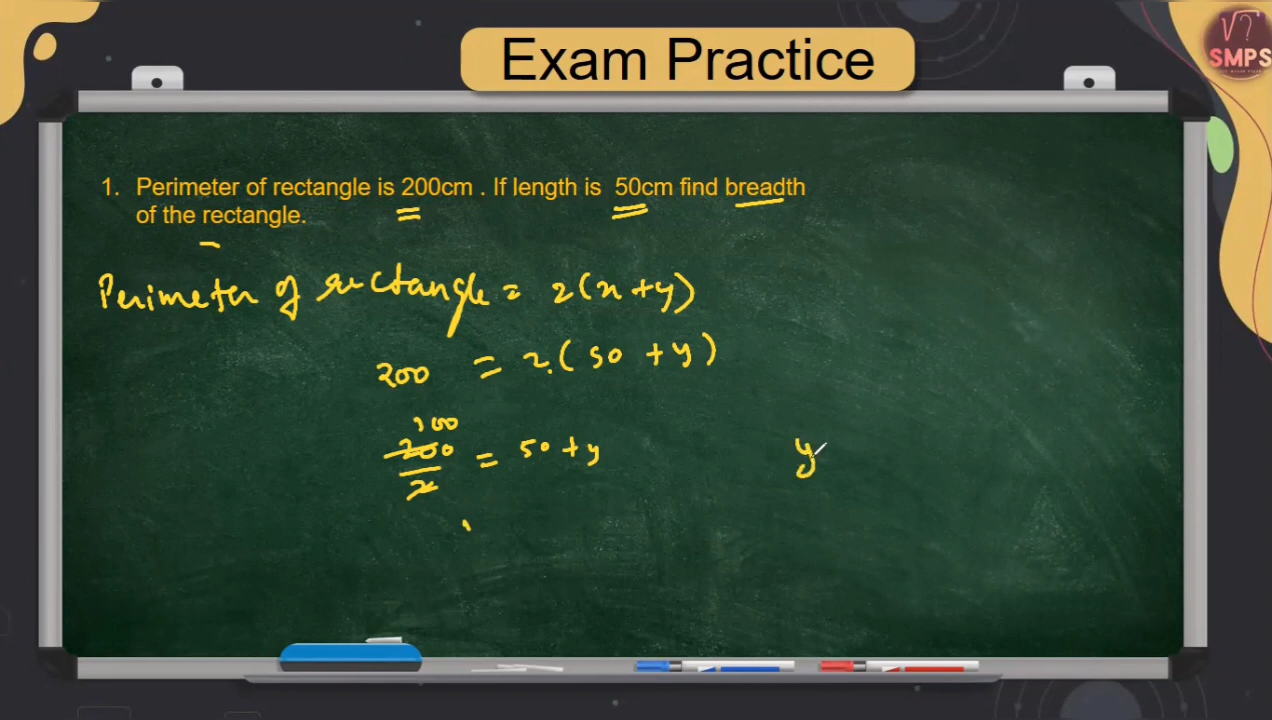 Exam Practice
√?
SMPS
1. Perimeter of rectangle is 200cm . If length is 50cm find breadth
of the rectangle.
Perimeter of rectangle = 2(x+y)
200 = 2.(50+y)
100
200/2 = 50+y
y